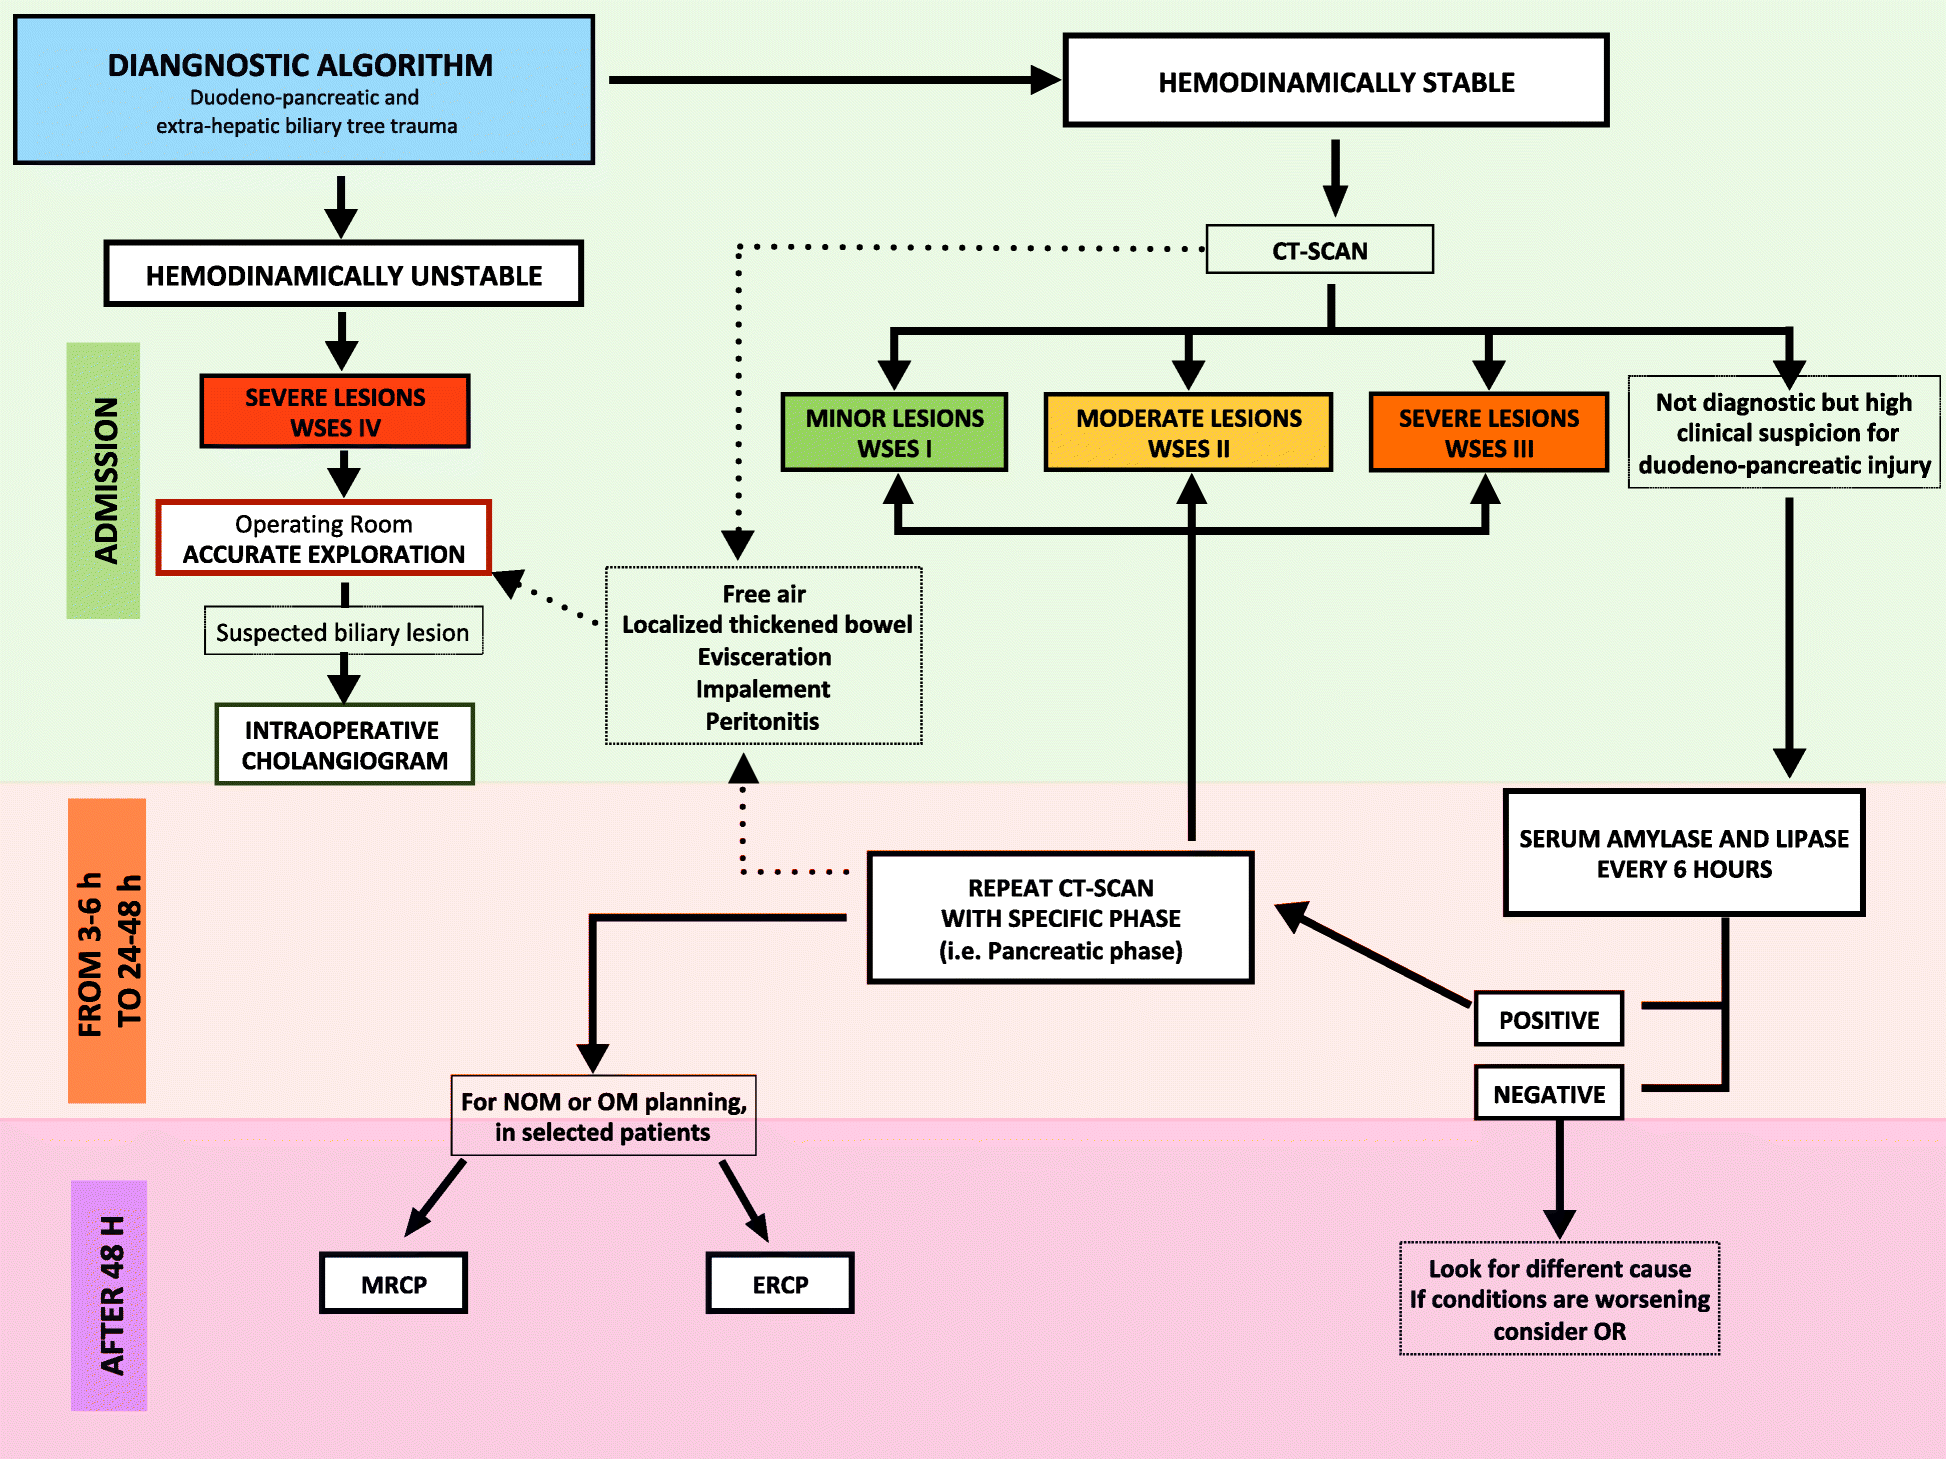 DIANGNOSTIC ALGORITHM
Duodeno-pancreatic and
extra-hepatic biliary tree trauma
HEMODINAMICALLY STABLE
HEMODINAMICALLY UNSTABLE
CT-SCAN
ADMISSION
SEVERE LESIONS
WSES IV
MINOR LESIONS
WSES I
MODERATE LESIONS
WSES II
SEVERE LESIONS
WSES III
Not diagnostic but high
clinical suspicion for
duodeno-pancreatic injury
Operating Room
ACCURATE EXPLORATION
Suspected biliary lesion
INTRAOPERATIVE
CHOLANGIOGRAM
Free air
Localized thickened bowel
Evisceration
Impalement
Peritonitis
FROM 3-6 h
TO 24-48 h
SERUM AMYLASE AND LIPASE
EVERY 6 HOURS
REPEAT CT-SCAN
WITH SPECIFIC PHASE
(i.e. Pancreatic phase)
POSITIVE
NEGATIVE
For NOM or OM planning,
in selected patients
AFTER 48 H
MRCP
ERCP
Look for different cause
If conditions are worsening
consider OR